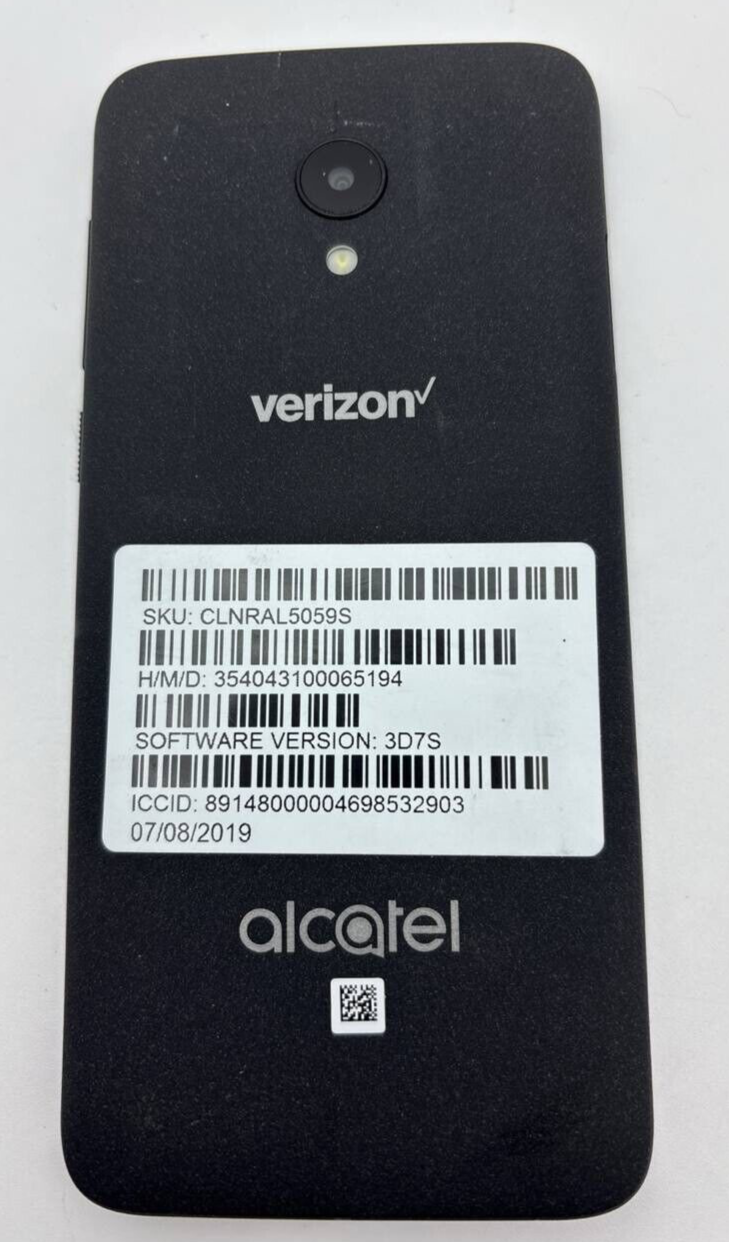 verizon✓
SKU: CLNRAL5059S
H/M/D: 354043100065194
SOFTWARE VERSION: 3D7S
ICCID: 89148000004698532903
07/08/2019
alcatel